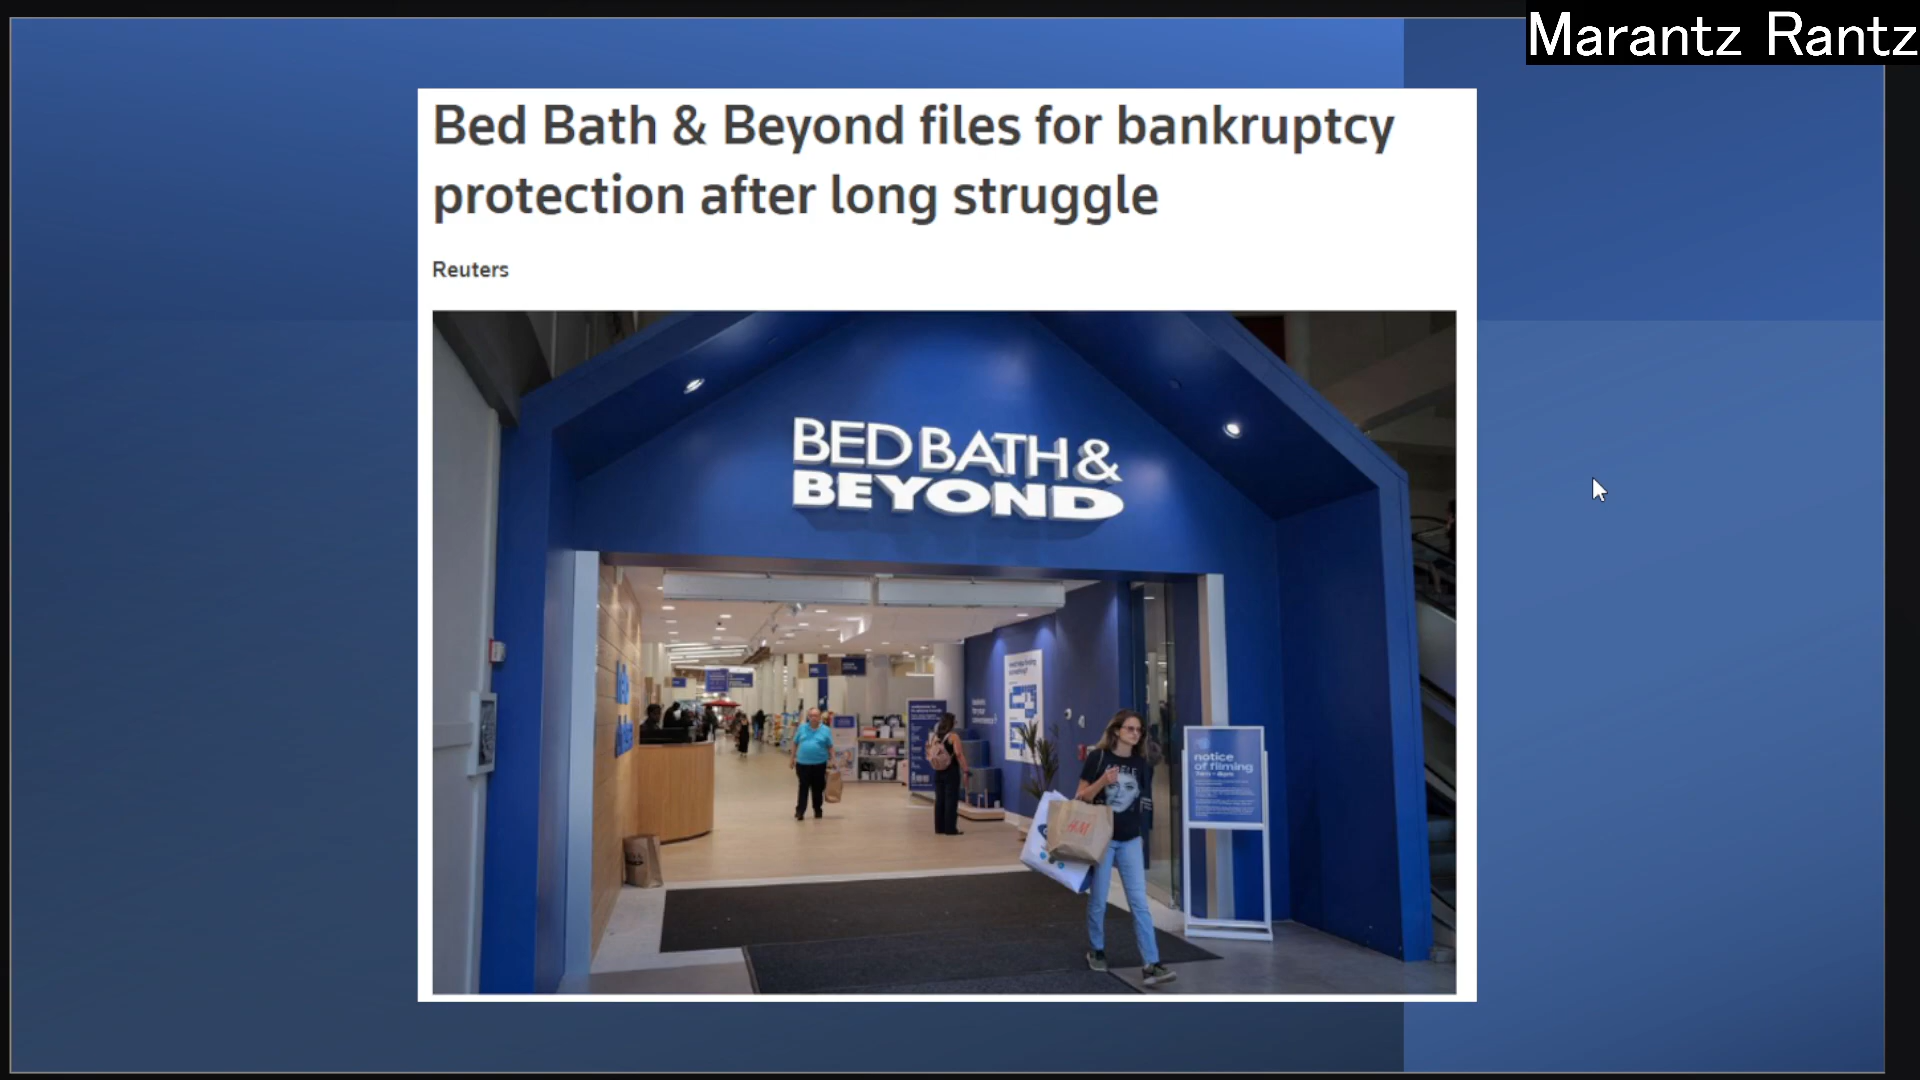 Marantz Rantz
Bed Bath & Beyond files for bankruptcy
protection after long struggle
Reuters
BED BATH &
BEYOND
notice
of filming
ADELE
H&M